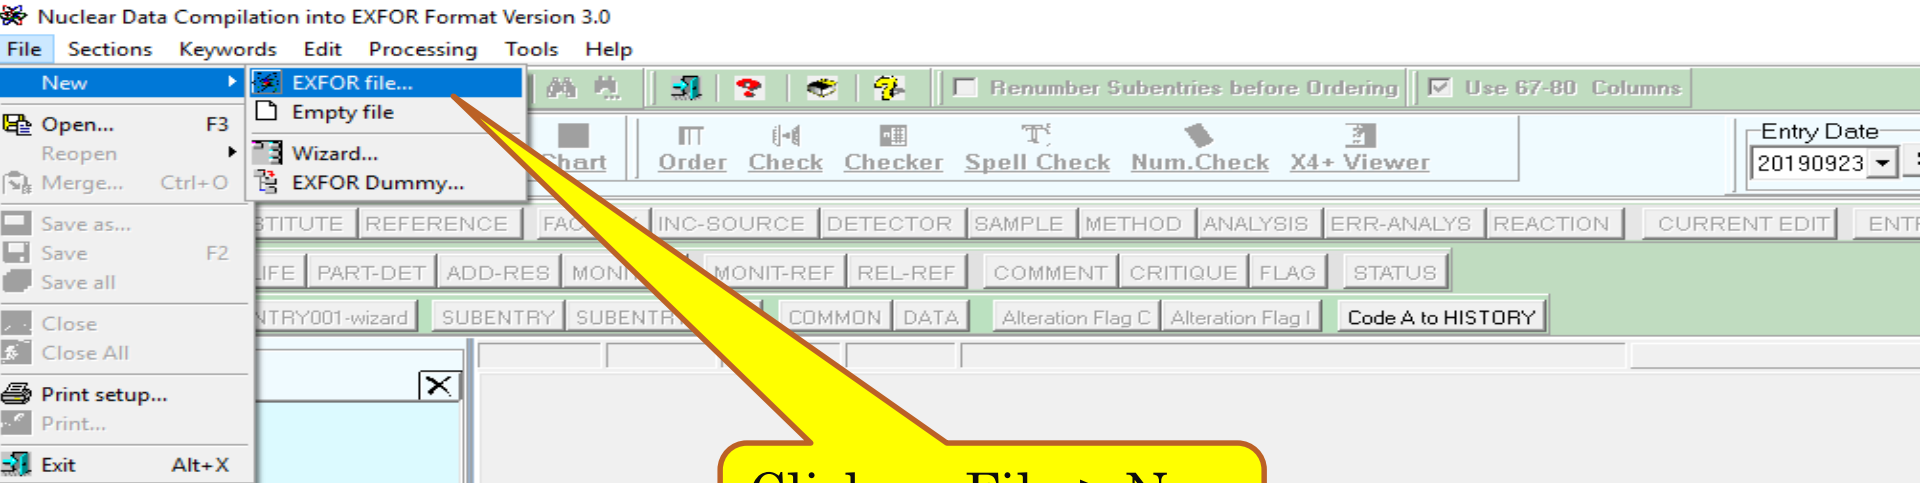 Nuclear Data Compilation into EXFOR Format Version 3.0
File Sections Keywords Edit Processing Tools Help
New
EXFOR file...
Empty file
Wizard...
EXFOR Dummy...
Open... F3
Reopen
Merge... Ctrl+O
Save as...
Save F2
Save all
Close
Close All
Print setup...
Print...
Exit Alt+X
Renumber Subentries before Ordering Use 67-80 Columns
Order Check Checker Spell Check Num.Check X4+ Viewer
Entry Date
20190923
REFERENCE INC-SOURCE DETECTOR SAMPLE METHOD ANALYSIS ERR-ANALYS REACTION CURRENT EDIT
PART-DET ADD-RES MONIT-REF REL-REF COMMENT CRITIQUE FLAG STATUS
SUBENTRY COMMON DATA Alteration Flag C Alteration Flag I Code A to HISTORY